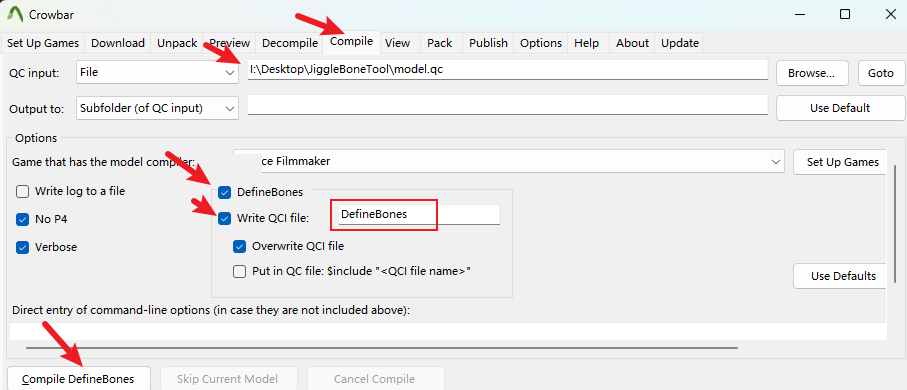 Crowbar
Set Up Games Download Unpack Preview Decompile Compile View Pack Publish Options Help About Update
QC input: File I:\Desktop\JiggleBoneTool\model.qc Browse... Goto
Output to: Subfolder (of QC input) Use Default
Options
Game that has the model compiler: ce Filmmaker Set Up Games
Write log to a file DefineBones
No P4 Write QCI file: DefineBones
Verbose Overwrite QCI file
Put in QC file: $include "<QCI file name>" Use Defaults
Direct entry of command-line options (in case they are not included above):
Compile DefineBones Skip Current Model Cancel Compile